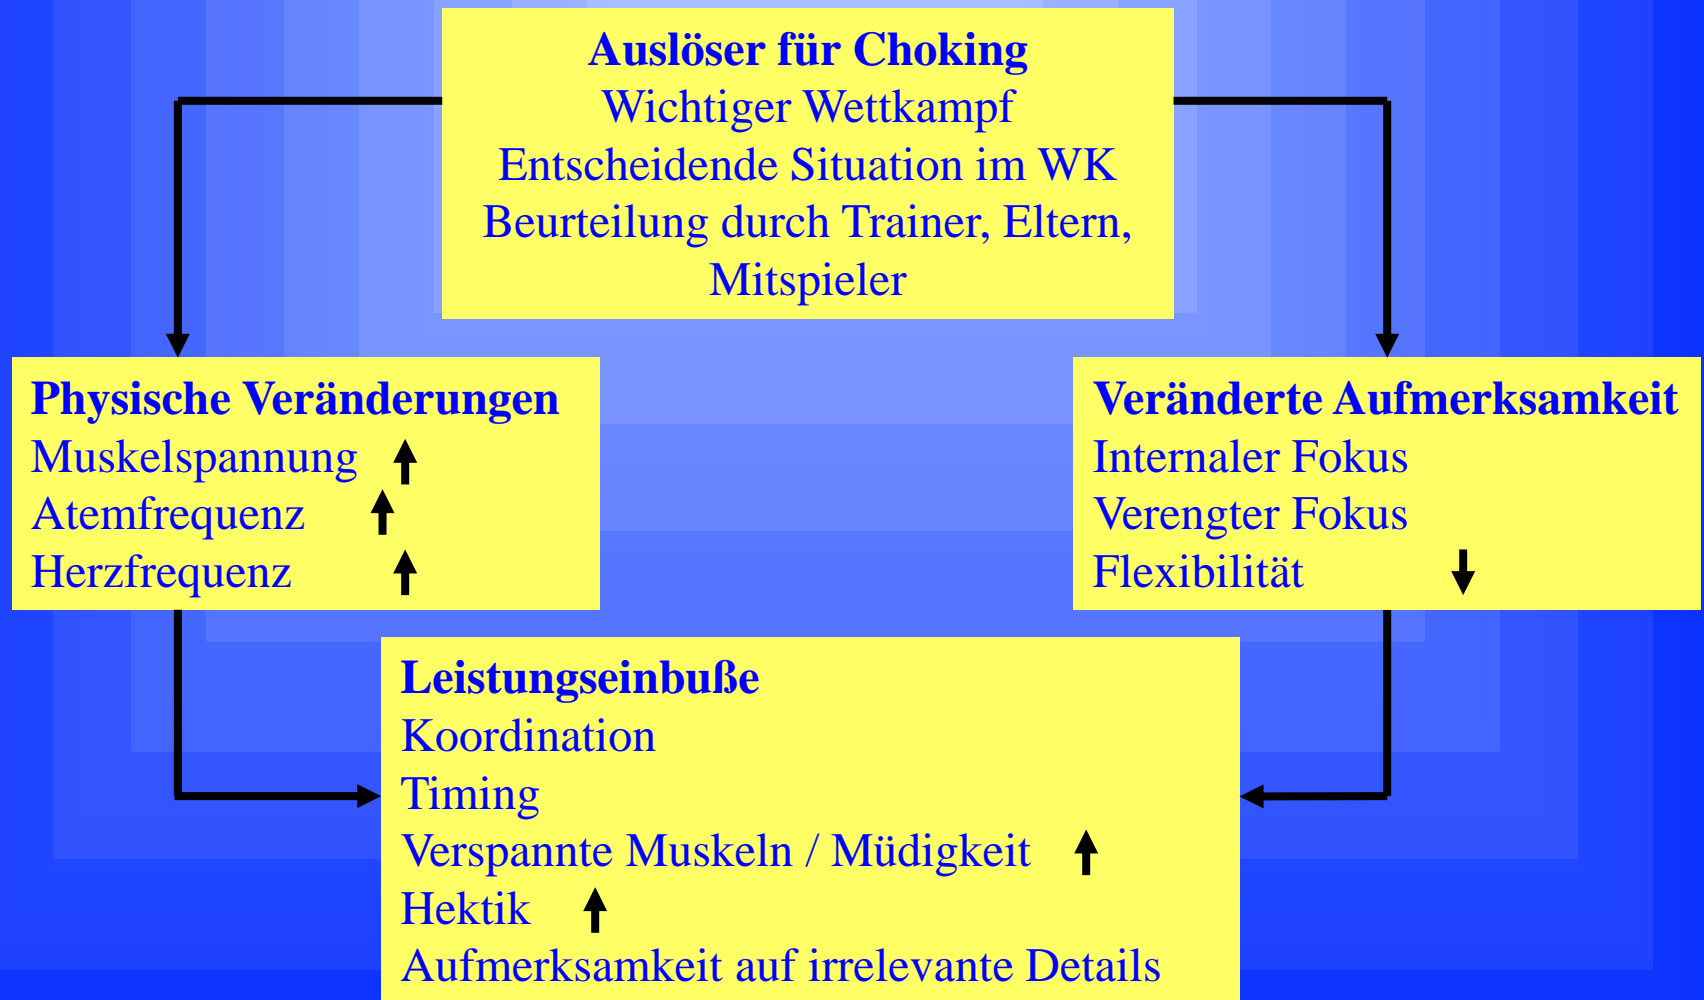 Auslöser für Choking
Wichtiger Wettkampf
Entscheidende Situation im WK
Beurteilung durch Trainer, Eltern,
Mitspieler
Physische Veränderungen
Muskelspannung
Atemfrequenz
Herzfrequenz
Veränderte Aufmerksamkeit
Internaler Fokus
Verengter Fokus
Flexibilität
Leistungseinbuße
Koordination
Timing
Verspannte Muskeln / Müdigkeit
Hektik
Aufmerksamkeit auf irrelevante Details